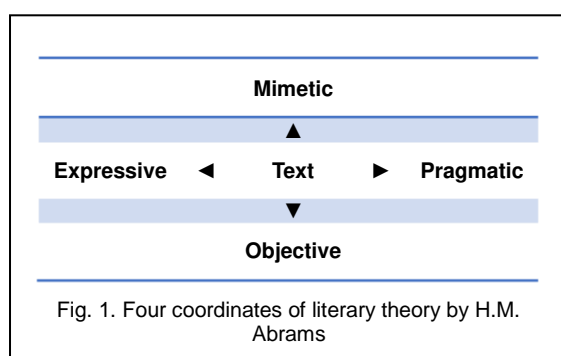 Mimetic
▲
Expressive ◄ Text ► Pragmatic
▼
Objective
Fig. 1. Four coordinates of literary theory by H.M.
Abrams